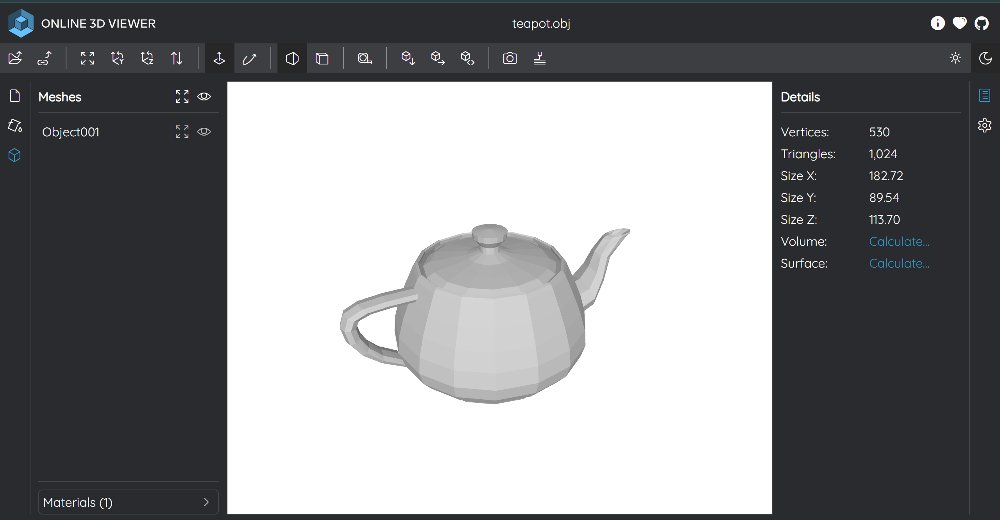 ONLINE 3D VIEWER
teapot.obj
Meshes
Object001
Materials (1)
Details
Vertices: 530
Triangles: 1,024
Size X: 182.72
Size Y: 89.54
Size Z: 113.70
Volume: Calculate...
Surface: Calculate...